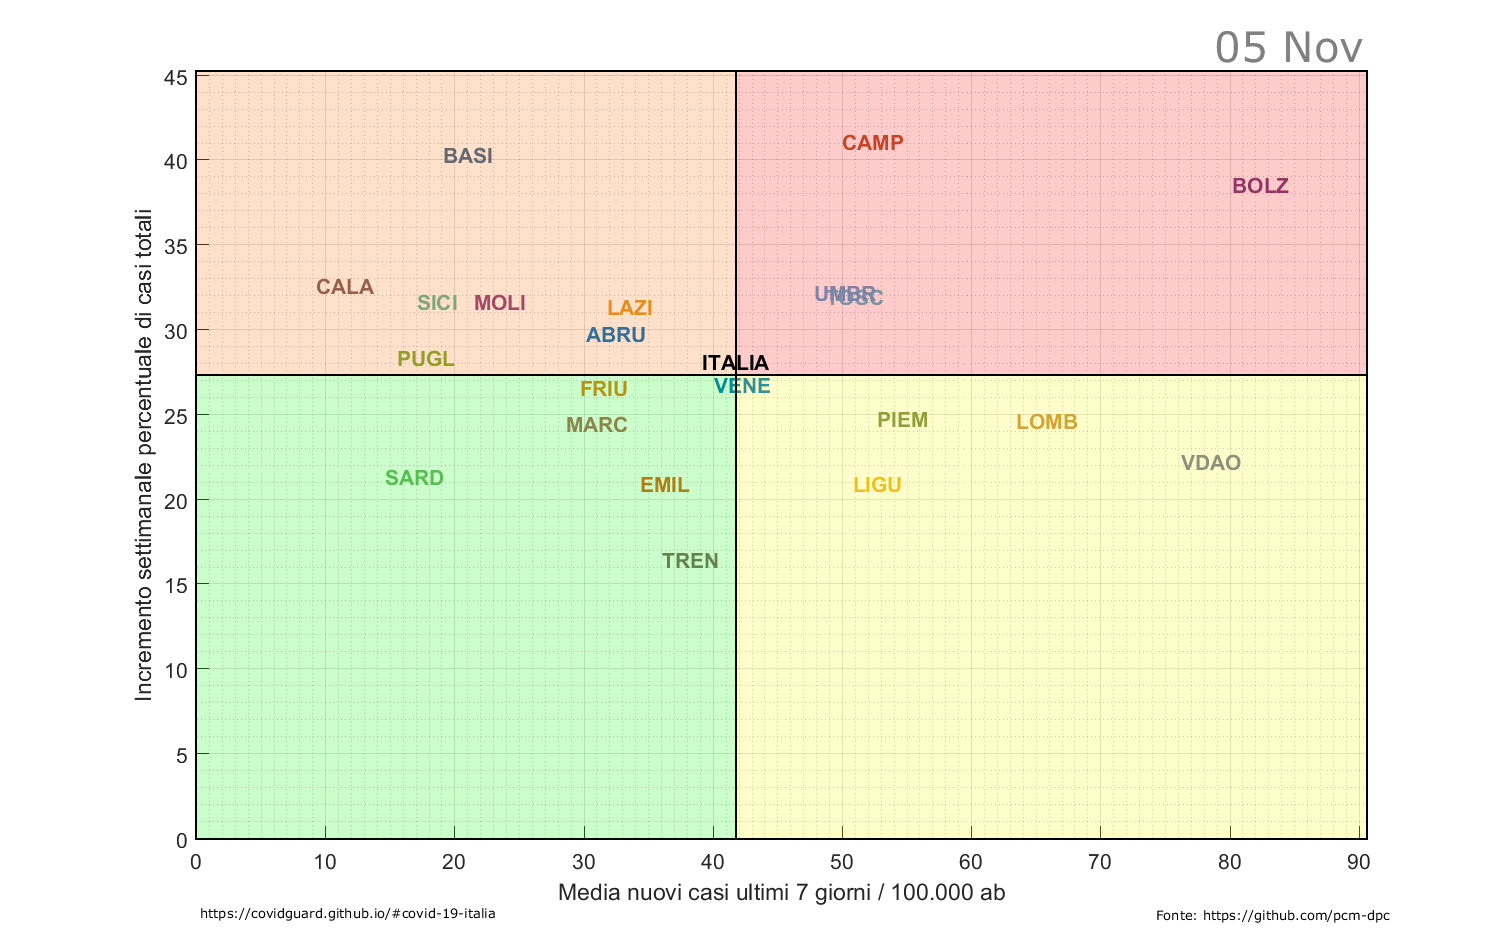 05 Nov
45
40
35
30
25
20
15
10
5
0
Incremento settimanale percentuale di casi totali
CAMP
BASI
BOLZ
CALA
UMBR
TOSC
SICI
MOLI
LAZI
ABRU
PUGL
ITALIA
VENE
FRIU
MARC
PIEM
LOMB
VDAO
SARD
EMIL
LIGU
TREN
0 10 20 30 40 50 60 70 80 90
Media nuovi casi ultimi 7 giorni / 100.000 ab
https://covidguard.github.io/#covid-19-italia
Fonte: https://github.com/pcm-dpc